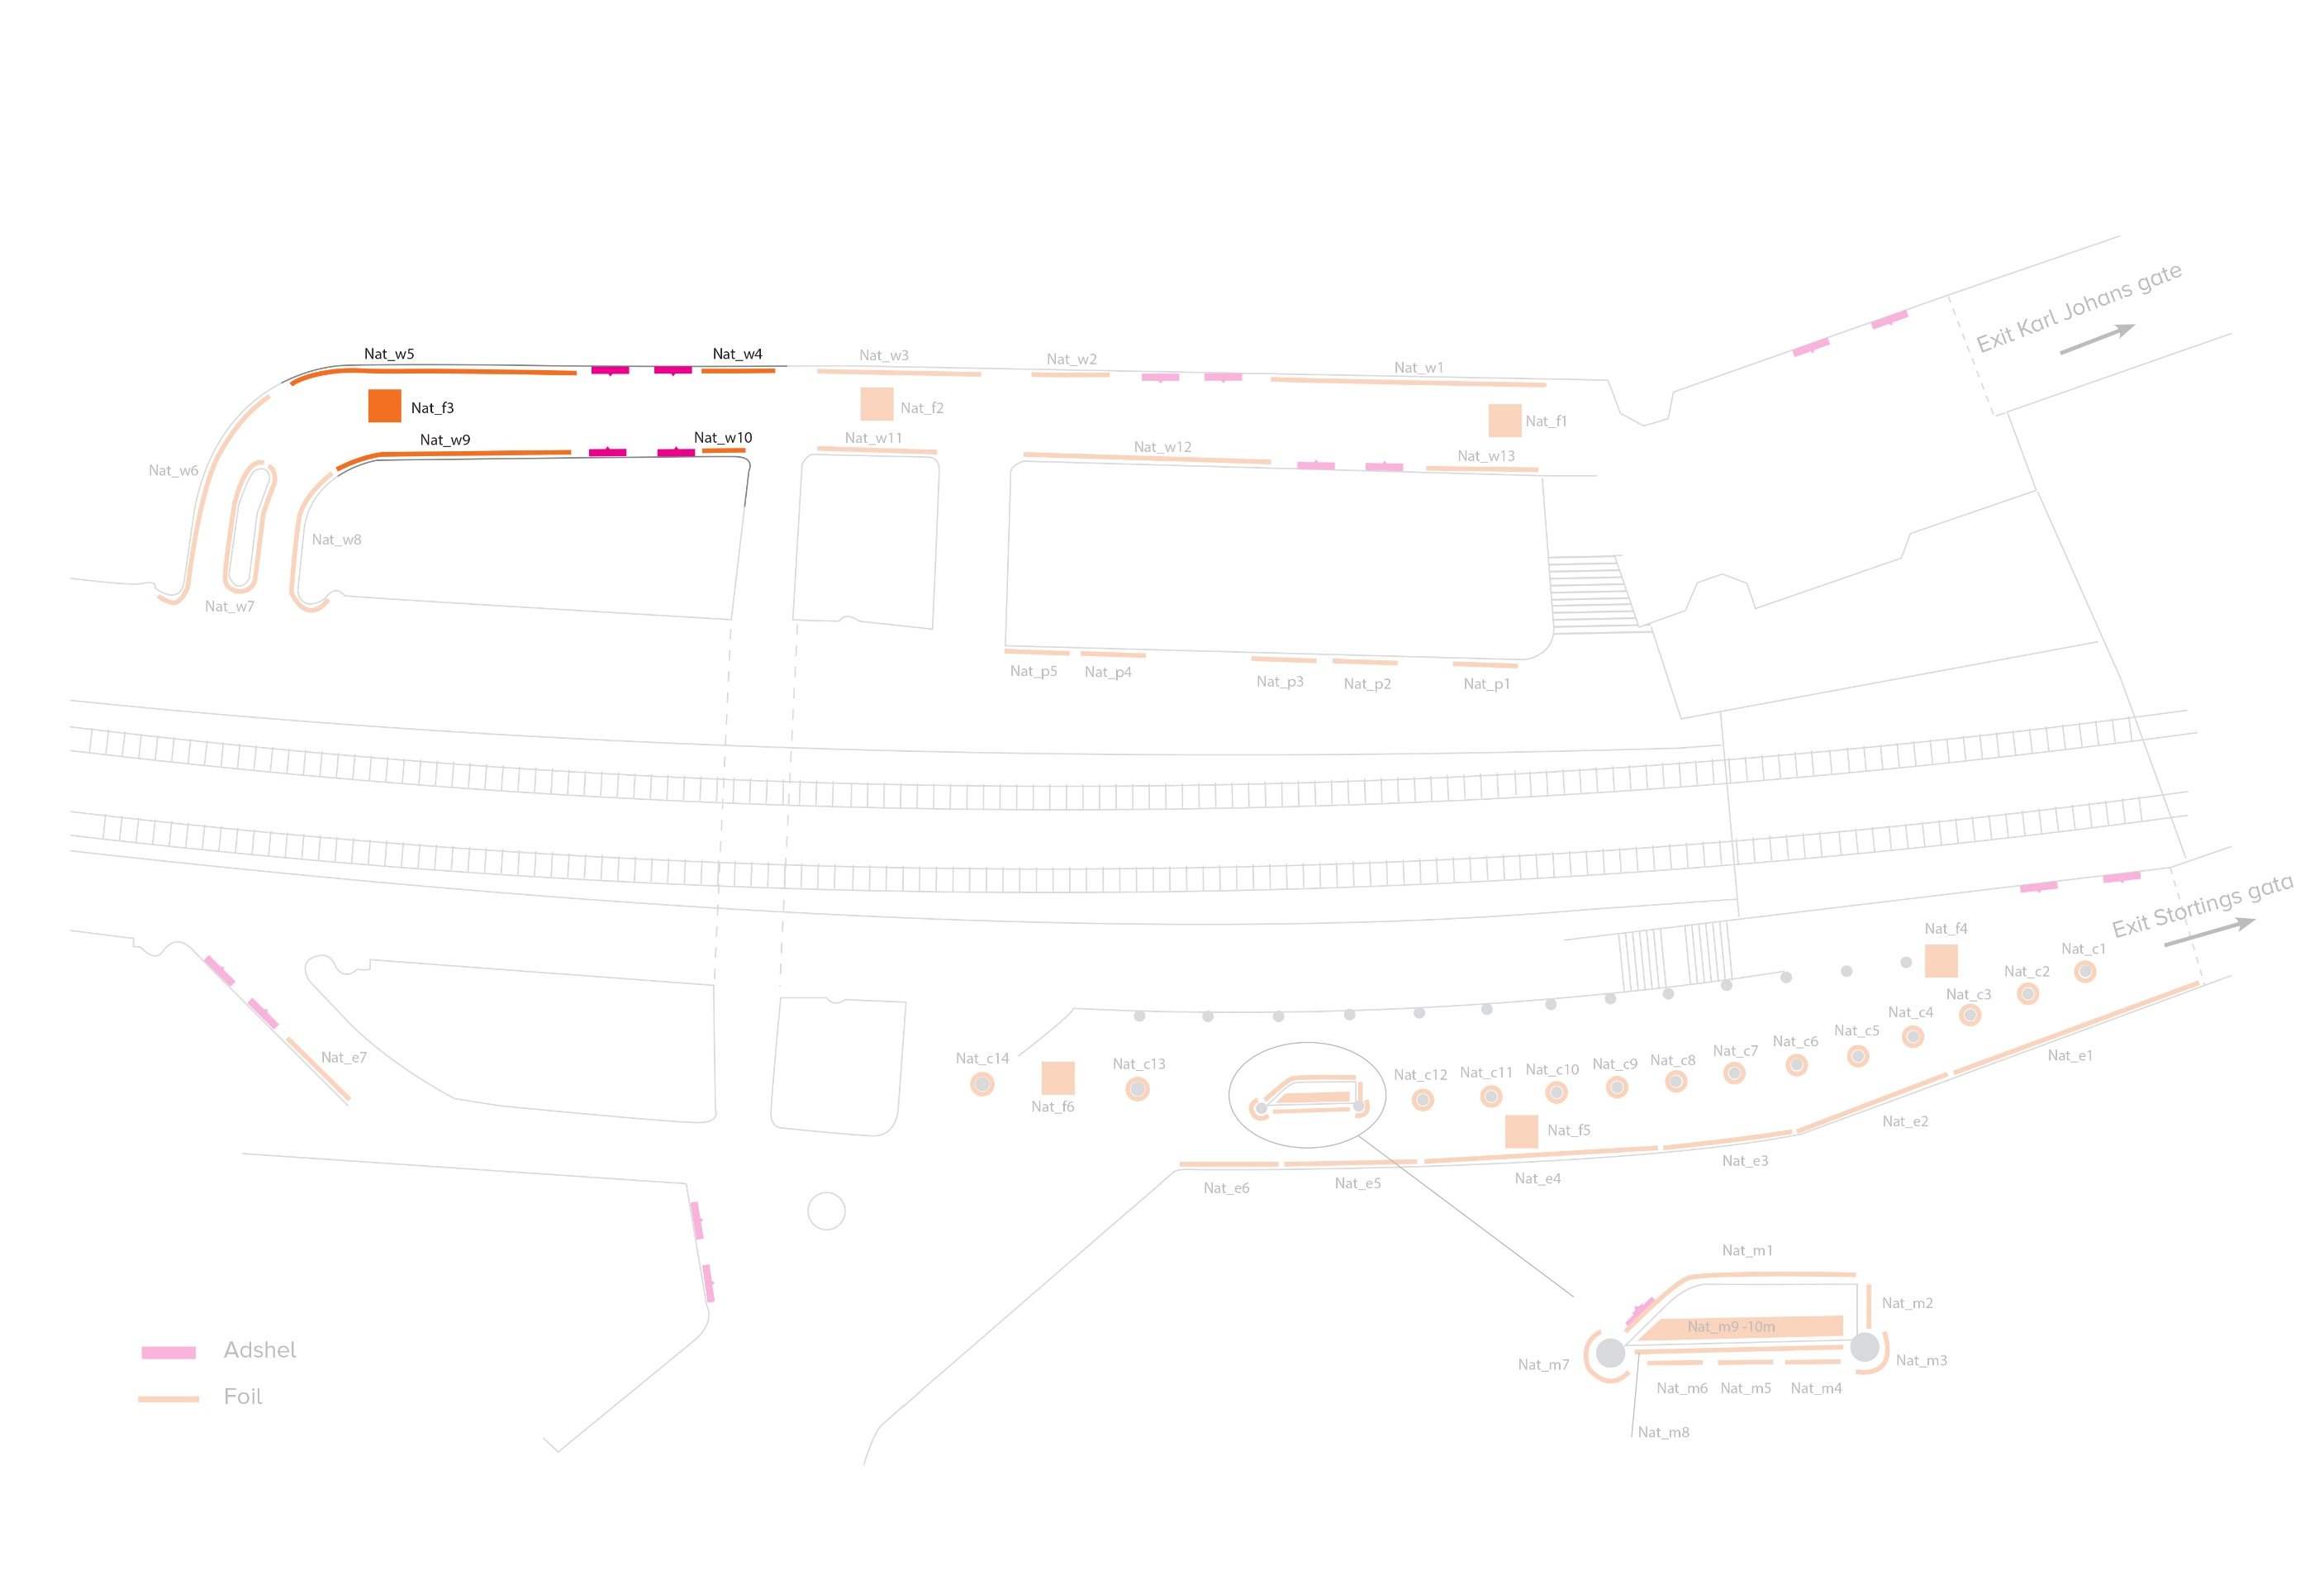 Exit Karl Johans gate
Nat_w5
Nat_w4
Nat_w3
Nat_w2
Nat_w1
Nat_f3
Nat_f2
Nat_f1
Nat_w9
Nat_w10
Nat_w11
Nat_w12
Nat_w13
Nat_w6
Nat_w8
Nat_w7
Nat_p5
Nat_p4
Nat_p3
Nat_p2
Nat_p1
Exit Stortings gata
Nat_f4
Nat_c1
Nat_c2
Nat_c3
Nat_c4
Nat_c5
Nat_c6
Nat_c7
Nat_c8
Nat_c9
Nat_c10
Nat_c11
Nat_c12
Nat_c13
Nat_c14
Nat_e7
Nat_e1
Nat_f6
Nat_f5
Nat_e2
Nat_e3
Nat_e4
Nat_e5
Nat_e6
Nat_m1
Nat_m2
Nat_m9 -10m
Nat_m7
Nat_m3
Nat_m6
Nat_m5
Nat_m4
Nat_m8
Adshel
Foil